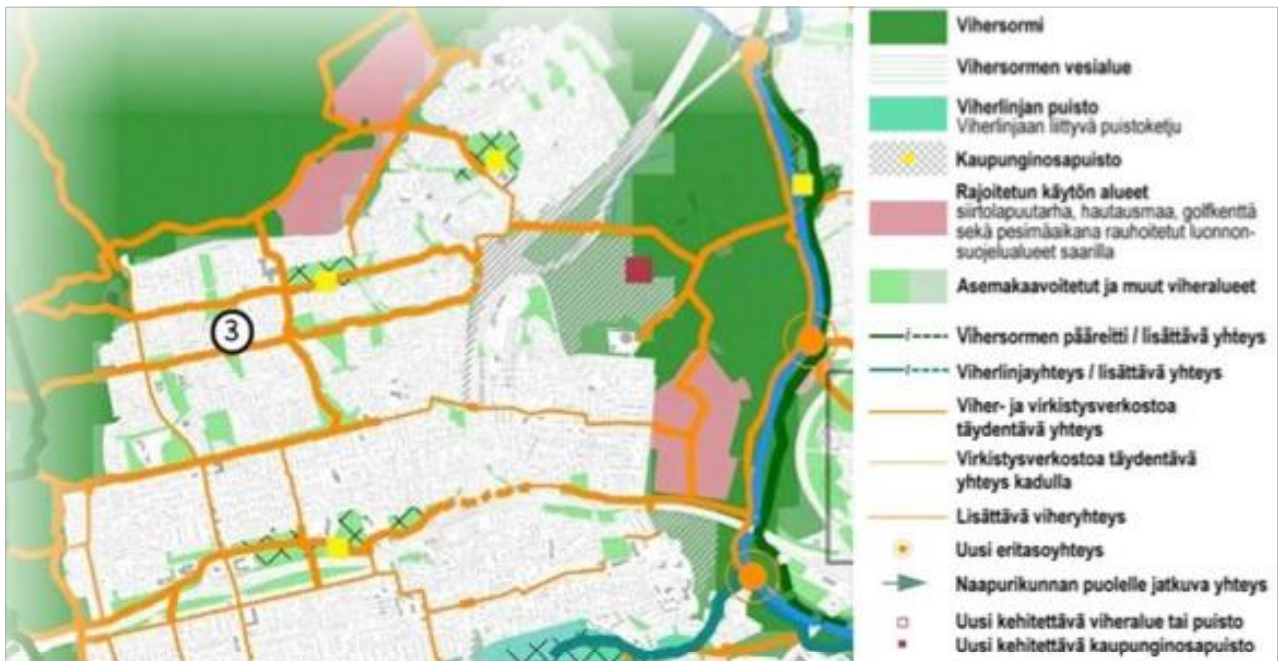 3
Vihersormi
Vihersormen vesialue
Viherlinjan puisto
Viherlinjaan liittyvä puistoketju
Kaupunginosapuisto
Rajoitetun käytön alueet
siirtolapuutarha, hautausmaa, golfkenttä
sekä pesimäaikana rauhoitetut luonnon-
suojelualueet saarilla
Asemakaavoitetut ja muut viheralueet
Vihersormen pääreitti / lisättävä yhteys
Viherlinjayhteys / lisättävä yhteys
Viher- ja virkistysverkostoa
täydentävä yhteys
Virkistysverkostoa täydentävä
yhteys kadulla
Lisättävä viheryhteys
Uusi eritasoyhteys
Naapurikunnan puolelle jatkuva yhteys
Uusi kehitettävä viheralue tai puisto
Uusi kehitettävä kaupunginosapuisto